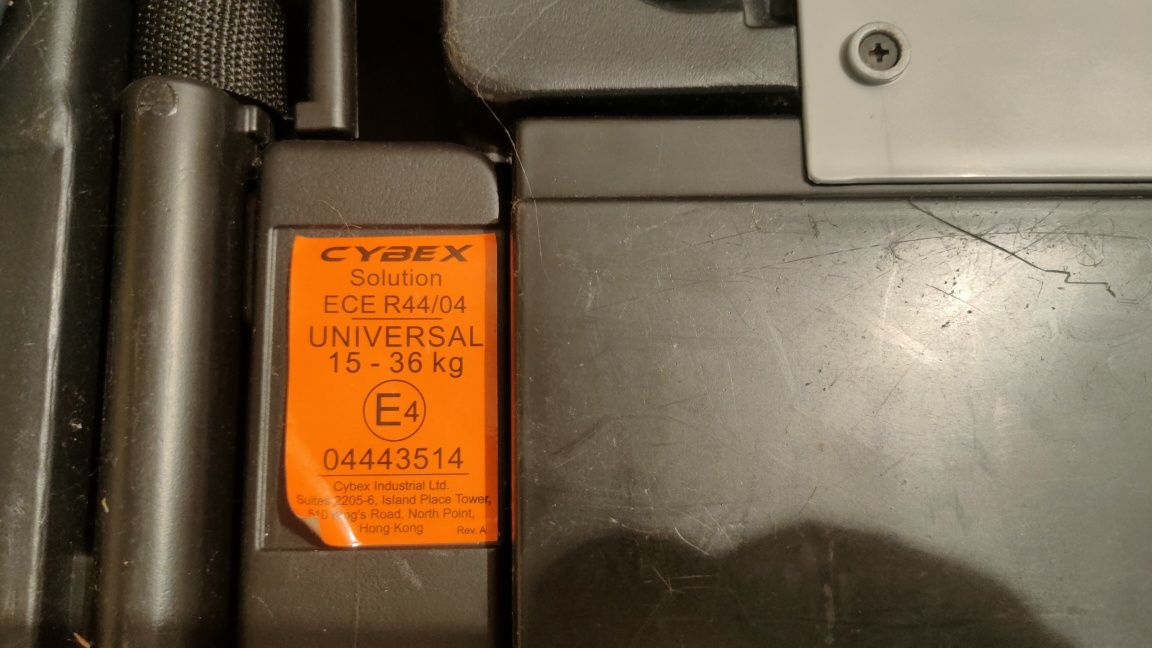 CYBEX
Solution
ECE R44/04
UNIVERSAL
15 - 36 kg
E4
04443514
Cybex Industrial Ltd.
Suites 2205-6, Island Place Tower,
510 King's Road, North Point,
Hong Kong
Rev. A